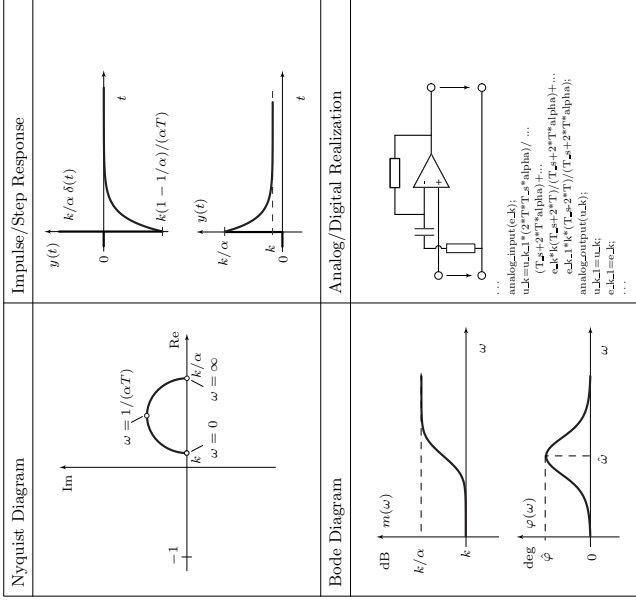 Nyquist Diagram
Im
Re
−1
k
ω = 0
ω = 1/(αT)
k/α
ω = ∞
Impulse/Step Response
y(t)
k/α δ(t)
0
t
k(1 − 1/α)/(αT)
y(t)
k/α
k
0
t
Bode Diagram
dB
m(ω)
k/α
k
ω
deg
φ(ω)
φ̂
0
ω̂
ω
Analog/Digital Realization
-
+
. . .
analog_input(e_k);
u_k=u_k_1*(2*T*T_s*alpha)/ ...
(T_s+2*T*alpha)+...
e_k*k(T_s+2*T)/(T_s+2*T*alpha)+...
e_k_1*k*(T_s-2*T)/(T_s+2*T*alpha);
analog_output(u_k);
u_k_1=u_k;
e_k_1=e_k;
. . .